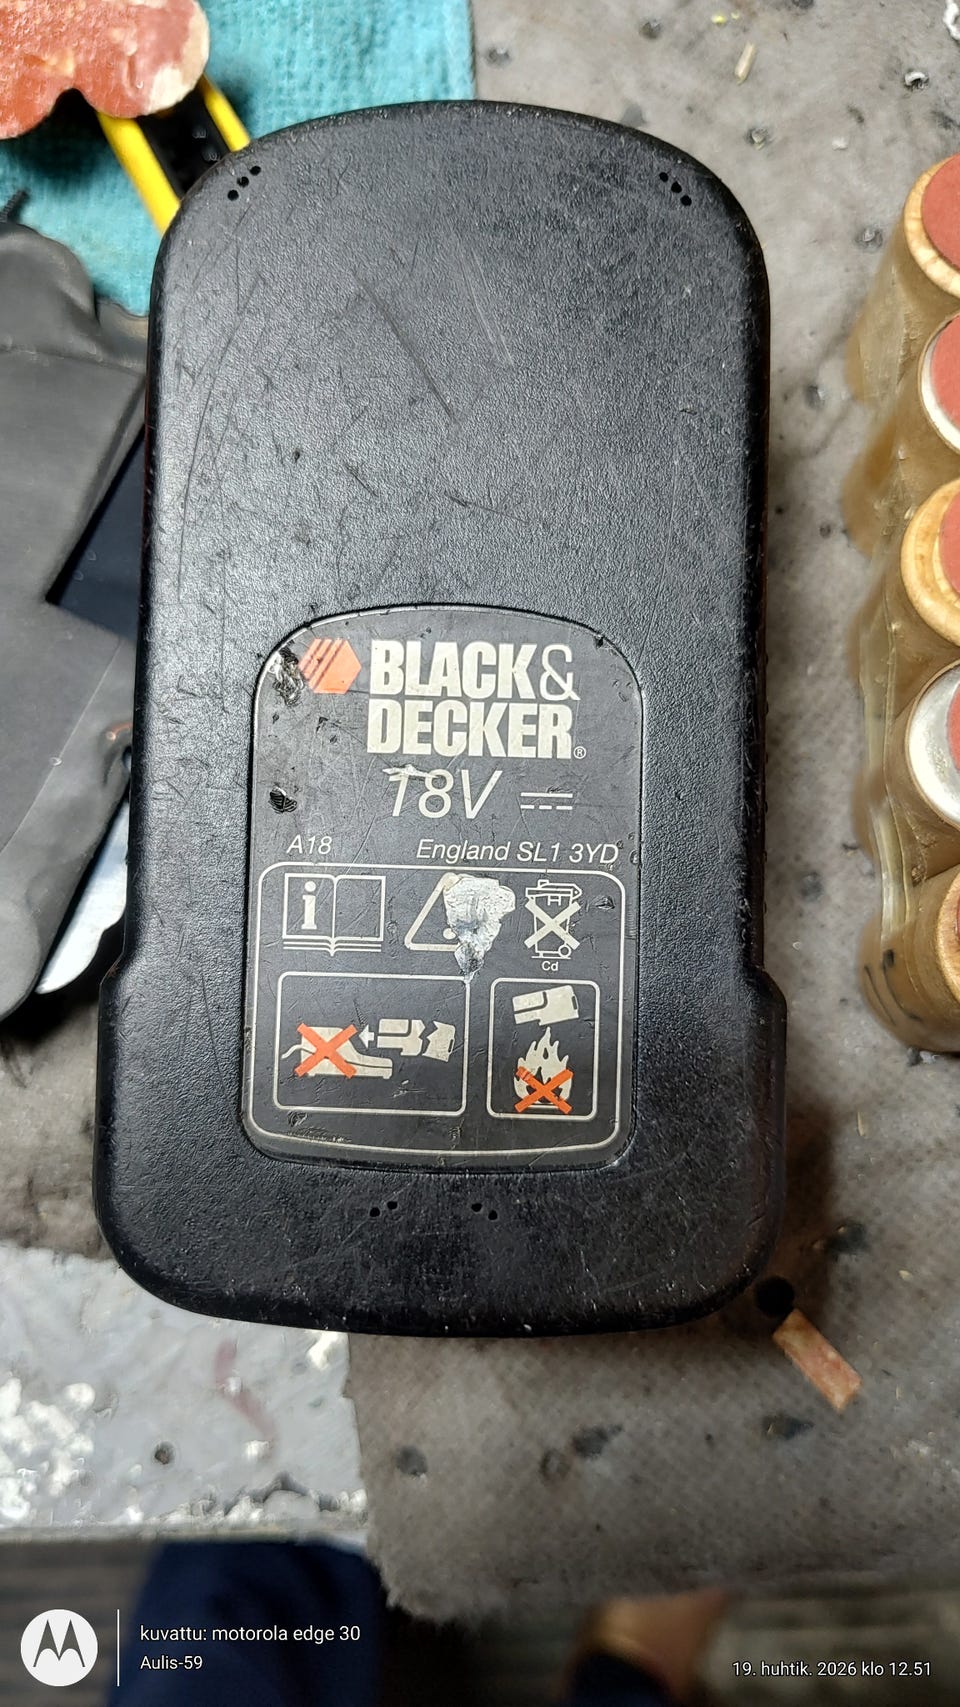 BLACK&
DECKER®
18V
A18 England SL1 3YD
i
Cd
kuvattu: motorola edge 30
Aulis-59
19. huhtik. 2026 klo 12.51